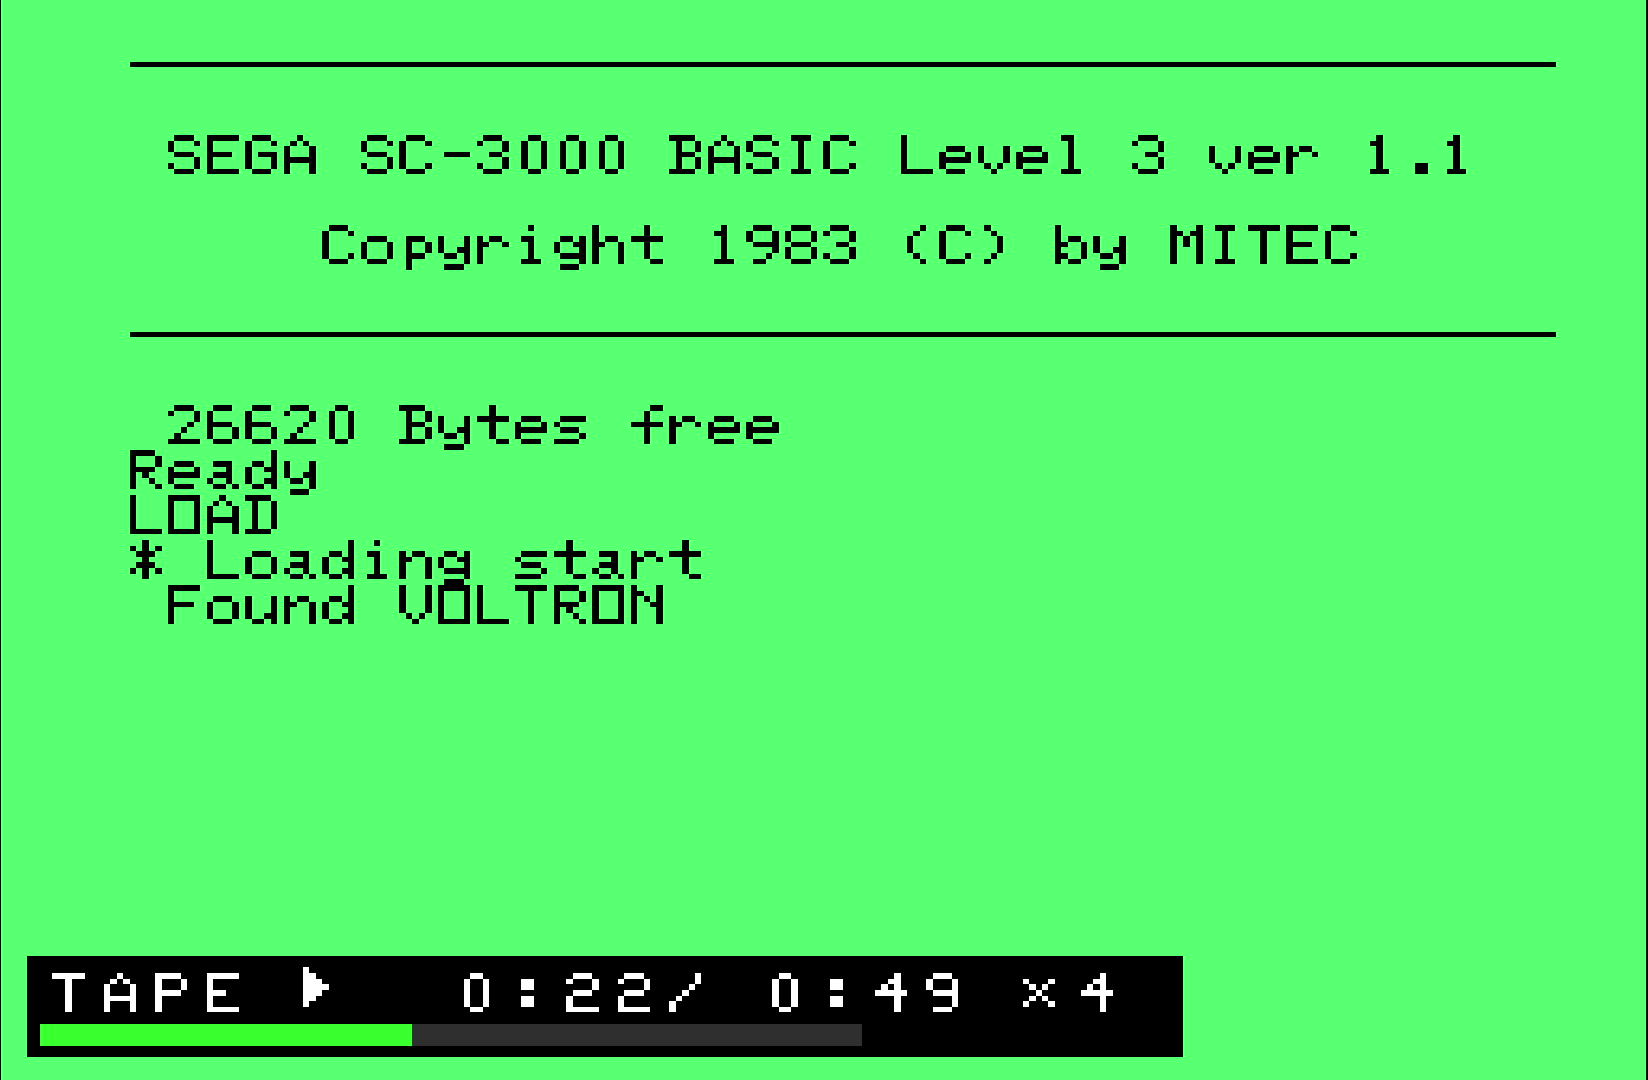 SEGA SC-3000 BASIC Level 3 ver 1.1
Copyright 1983 (C) by MITEC
26620 Bytes free
Ready
LOAD
* Loading start
Found VOLTRON
TAPE ▶ 0:22/ 0:49 x4